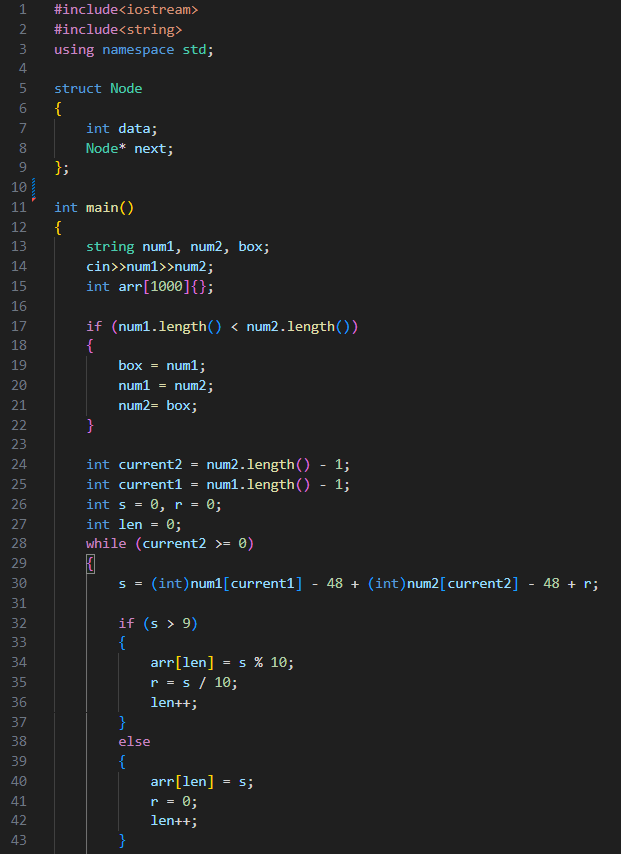 1 #include<iostream>
2 #include<string>
3 using namespace std;
4
5 struct Node
6 {
7     int data;
8     Node* next;
9 };
10
11 int main()
12 {
13     string num1, num2, box;
14     cin>>num1>>num2;
15     int arr[1000]{};
16
17     if (num1.length() < num2.length())
18     {
19         box = num1;
20         num1 = num2;
21         num2= box;
22     }
23
24     int current2 = num2.length() - 1;
25     int current1 = num1.length() - 1;
26     int s = 0, r = 0;
27     int len = 0;
28     while (current2 >= 0)
29     {
30         s = (int)num1[current1] - 48 + (int)num2[current2] - 48 + r;
31
32         if (s > 9)
33         {
34             arr[len] = s % 10;
35             r = s / 10;
36             len++;
37         }
38         else
39         {
40             arr[len] = s;
41             r = 0;
42             len++;
43         }